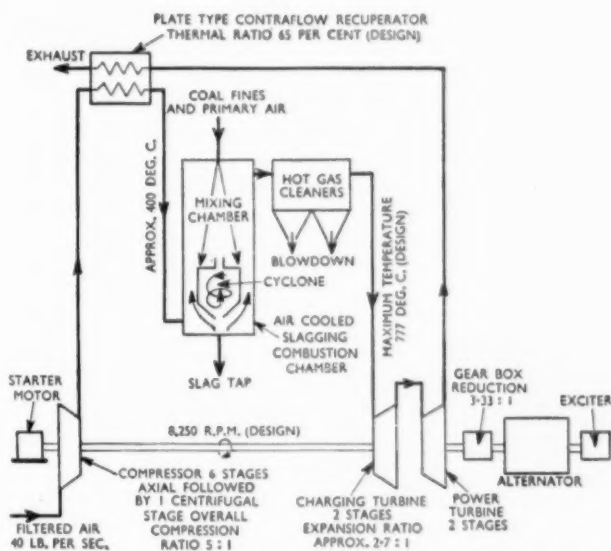 PLATE TYPE CONTRAFLOW RECUPERATOR
THERMAL RATIO 65 PER CENT (DESIGN)
EXHAUST
COAL FINES
AND PRIMARY AIR
APPROX. 400 DEG. C.
MIXING
CHAMBER
HOT GAS
CLEANERS
BLOWDOWN
CYCLONE
MAXIMUM TEMPERATURE
777 DEG. C. (DESIGN)
AIR COOLED
SLAGGING
COMBUSTION
CHAMBER
SLAG TAP
STARTER
MOTOR
8,250 R.P.M. (DESIGN)
GEAR BOX
REDUCTION
3·33 : 1
EXCITER
ALTERNATOR
COMPRESSOR 6 STAGES
AXIAL FOLLOWED
BY 1 CENTRIFUGAL
STAGE OVERALL
COMPRESSION
RATIO 5 : 1
FILTERED AIR
40 LB. PER SEC.
CHARGING TURBINE
2 STAGES
EXPANSION RATIO
APPROX. 2·7 : 1
POWER
TURBINE
2 STAGES